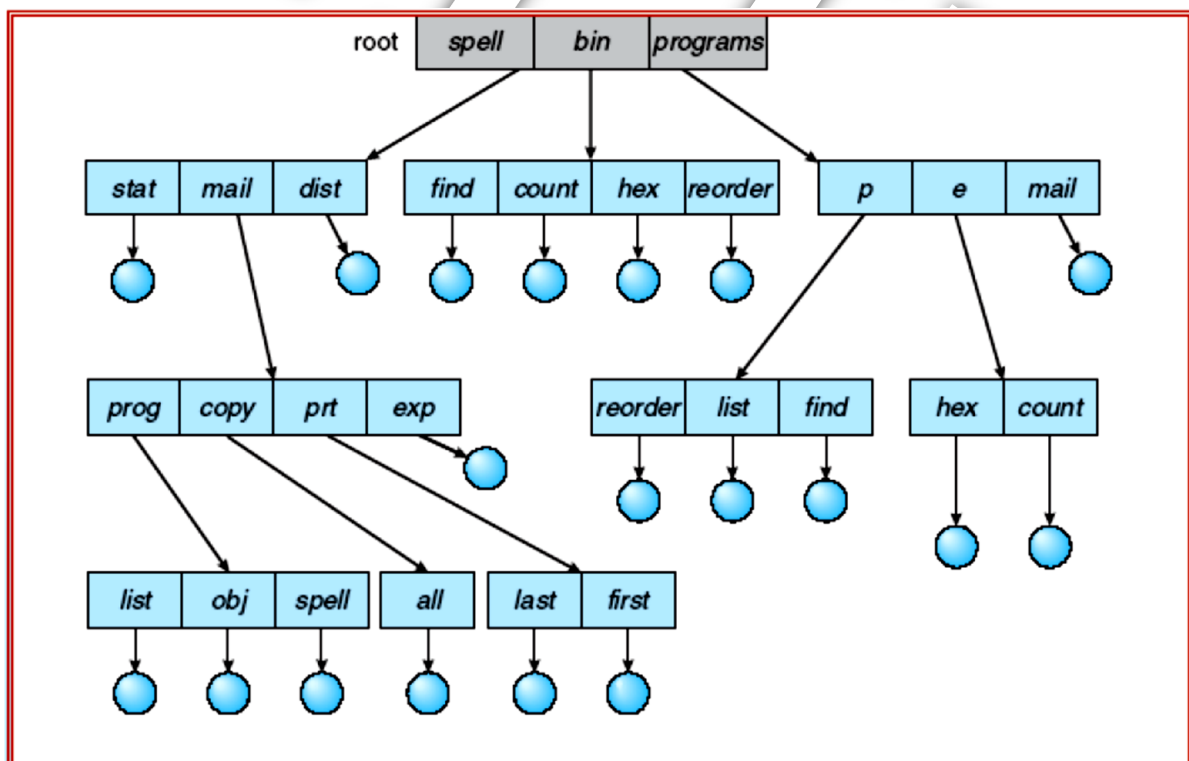 root spell bin programs
stat mail dist find count hex reorder p e mail
prog copy prt exp reorder list find hex count
list obj spell all last first